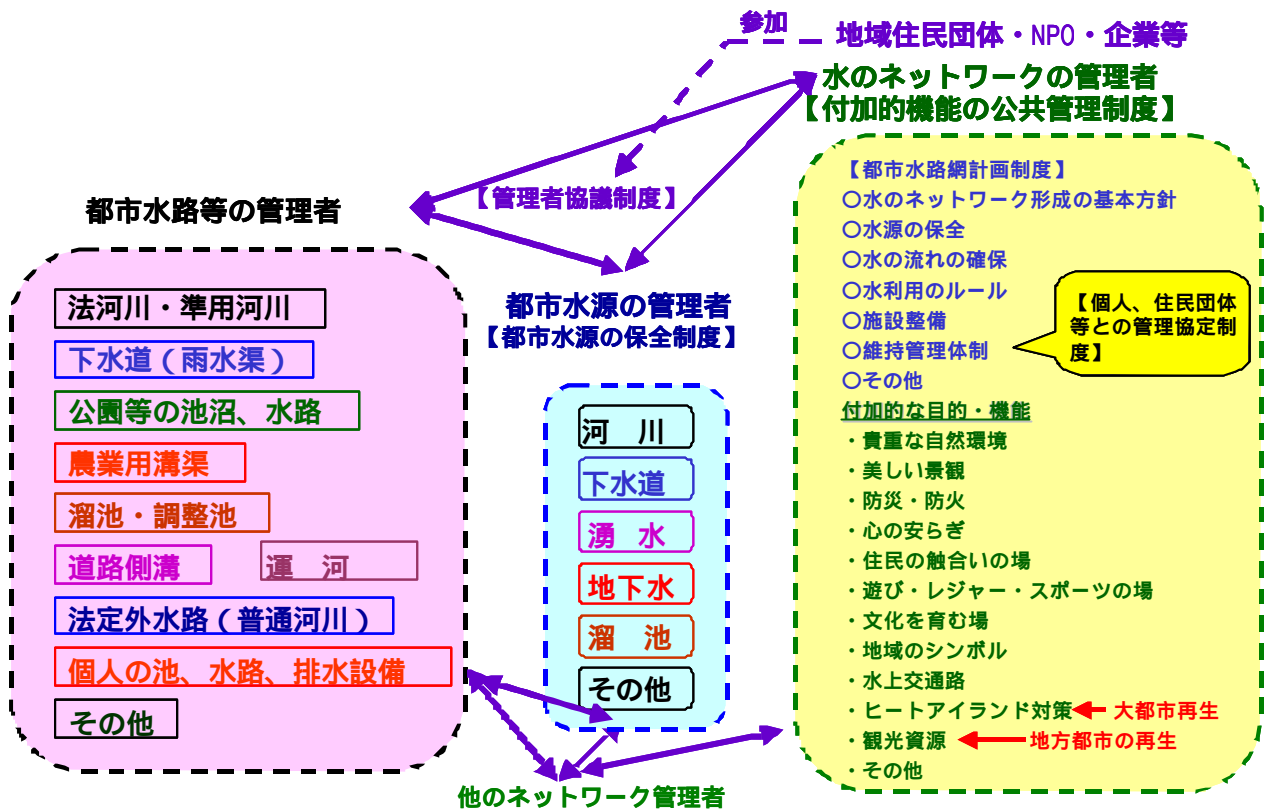 参加
地域住民団体・NPO・企業等
水のネットワークの管理者
【付加的機能の公共管理制度】
【管理者協議制度】
都市水路等の管理者
法河川・準用河川
下水道（雨水渠）
公園等の池沼、水路
農業用溝渠
溜池・調整池
道路側溝
運　河
法定外水路（普通河川）
個人の池、水路、排水設備
その他
都市水源の管理者
【都市水源の保全制度】
河　川
下水道
湧　水
地下水
溜　池
その他
【都市水路網計画制度】
○水のネットワーク形成の基本方針
○水源の保全
○水の流れの確保
○水利用のルール
○施設整備
○維持管理体制
○その他
【個人、住民団体
等との管理協定制
度】
付加的な目的・機能
・貴重な自然環境
・美しい景観
・防災・防火
・心の安らぎ
・住民の触合いの場
・遊び・レジャー・スポーツの場
・文化を育む場
・地域のシンボル
・水上交通路
・ヒートアイランド対策
大都市再生
・観光資源
地方都市の再生
・その他
他のネットワーク管理者